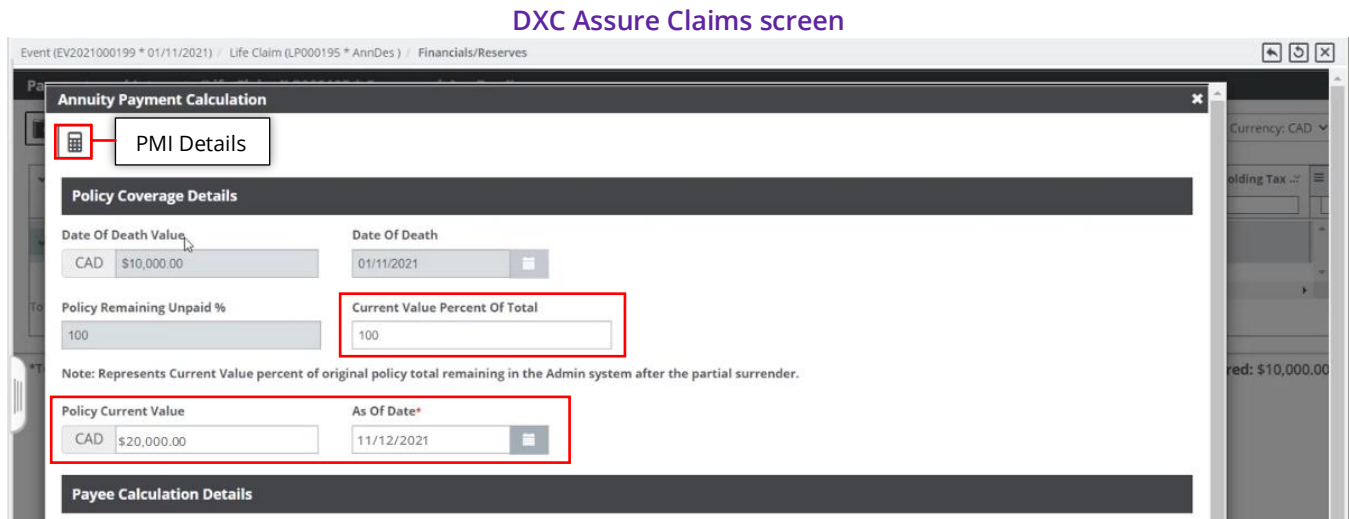 DXC Assure Claims screen
Event (EV2021000199 * 01/11/2021) / Life Claim (LP000195 * AnnDes ) / Financials/Reserves
Pa
Annuity Payment Calculation
PMI Details
Currency: CAD
Policy Coverage Details
olding Tax
Date Of Death Value
Date Of Death
CAD $10,000.00
01/11/2021
To
Policy Remaining Unpaid %
Current Value Percent Of Total
100
100
*T
Note: Represents Current Value percent of original policy total remaining in the Admin system after the partial surrender.
red: $10,000.00
Policy Current Value
As Of Date*
CAD $20,000.00
11/12/2021
Payee Calculation Details